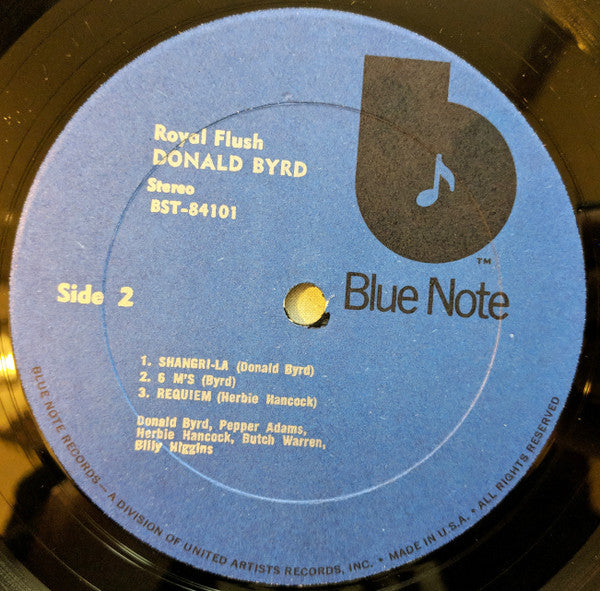 Royal Flush
DONALD BYRD
Stereo
BST-84101
Side 2
TM
Blue Note
1. SHANGRI-LA (Donald Byrd)
2. 6 M'S (Byrd)
3. REQUIEM (Herbie Hancock)
Donald Byrd, Pepper Adams,
Herbie Hancock, Butch Warren,
Billy Higgins
BLUE NOTE RECORDS — A DIVISION OF UNITED ARTISTS RECORDS, INC. • MADE IN U.S.A. • ALL RIGHTS RESERVED